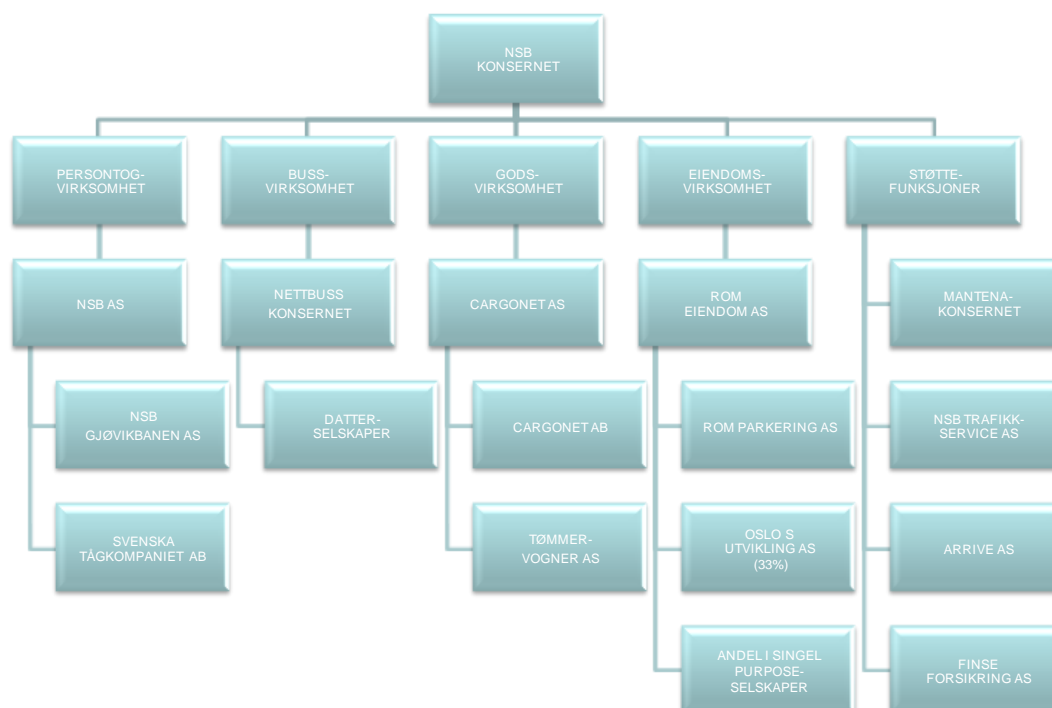 NSB
KONSERNET
PERSONTOG-
VIRKSOMHET
BUSS-
VIRKSOMHET
GODS-
VIRKSOMHET
EIENDOMS-
VIRKSOMHET
STØTTE-
FUNKSJONER
NSB AS
NETTBUSS
KONSERNET
CARGONET AS
ROM
EIENDOM AS
MANTENA-
KONSERNET
NSB
GJØVIKBANEN AS
DATTER-
SELSKAPER
CARGONET AB
ROM PARKERING AS
NSB TRAFIKK-
SERVICE AS
SVENSKA
TÅGKOMPANIET AB
TØMMER-
VOGNER AS
OSLO S
UTVIKLING AS
(33%)
ARRIVE AS
ANDEL I SINGEL
PURPOSE-
SELSKAPER
FINSE
FORSIKRING AS